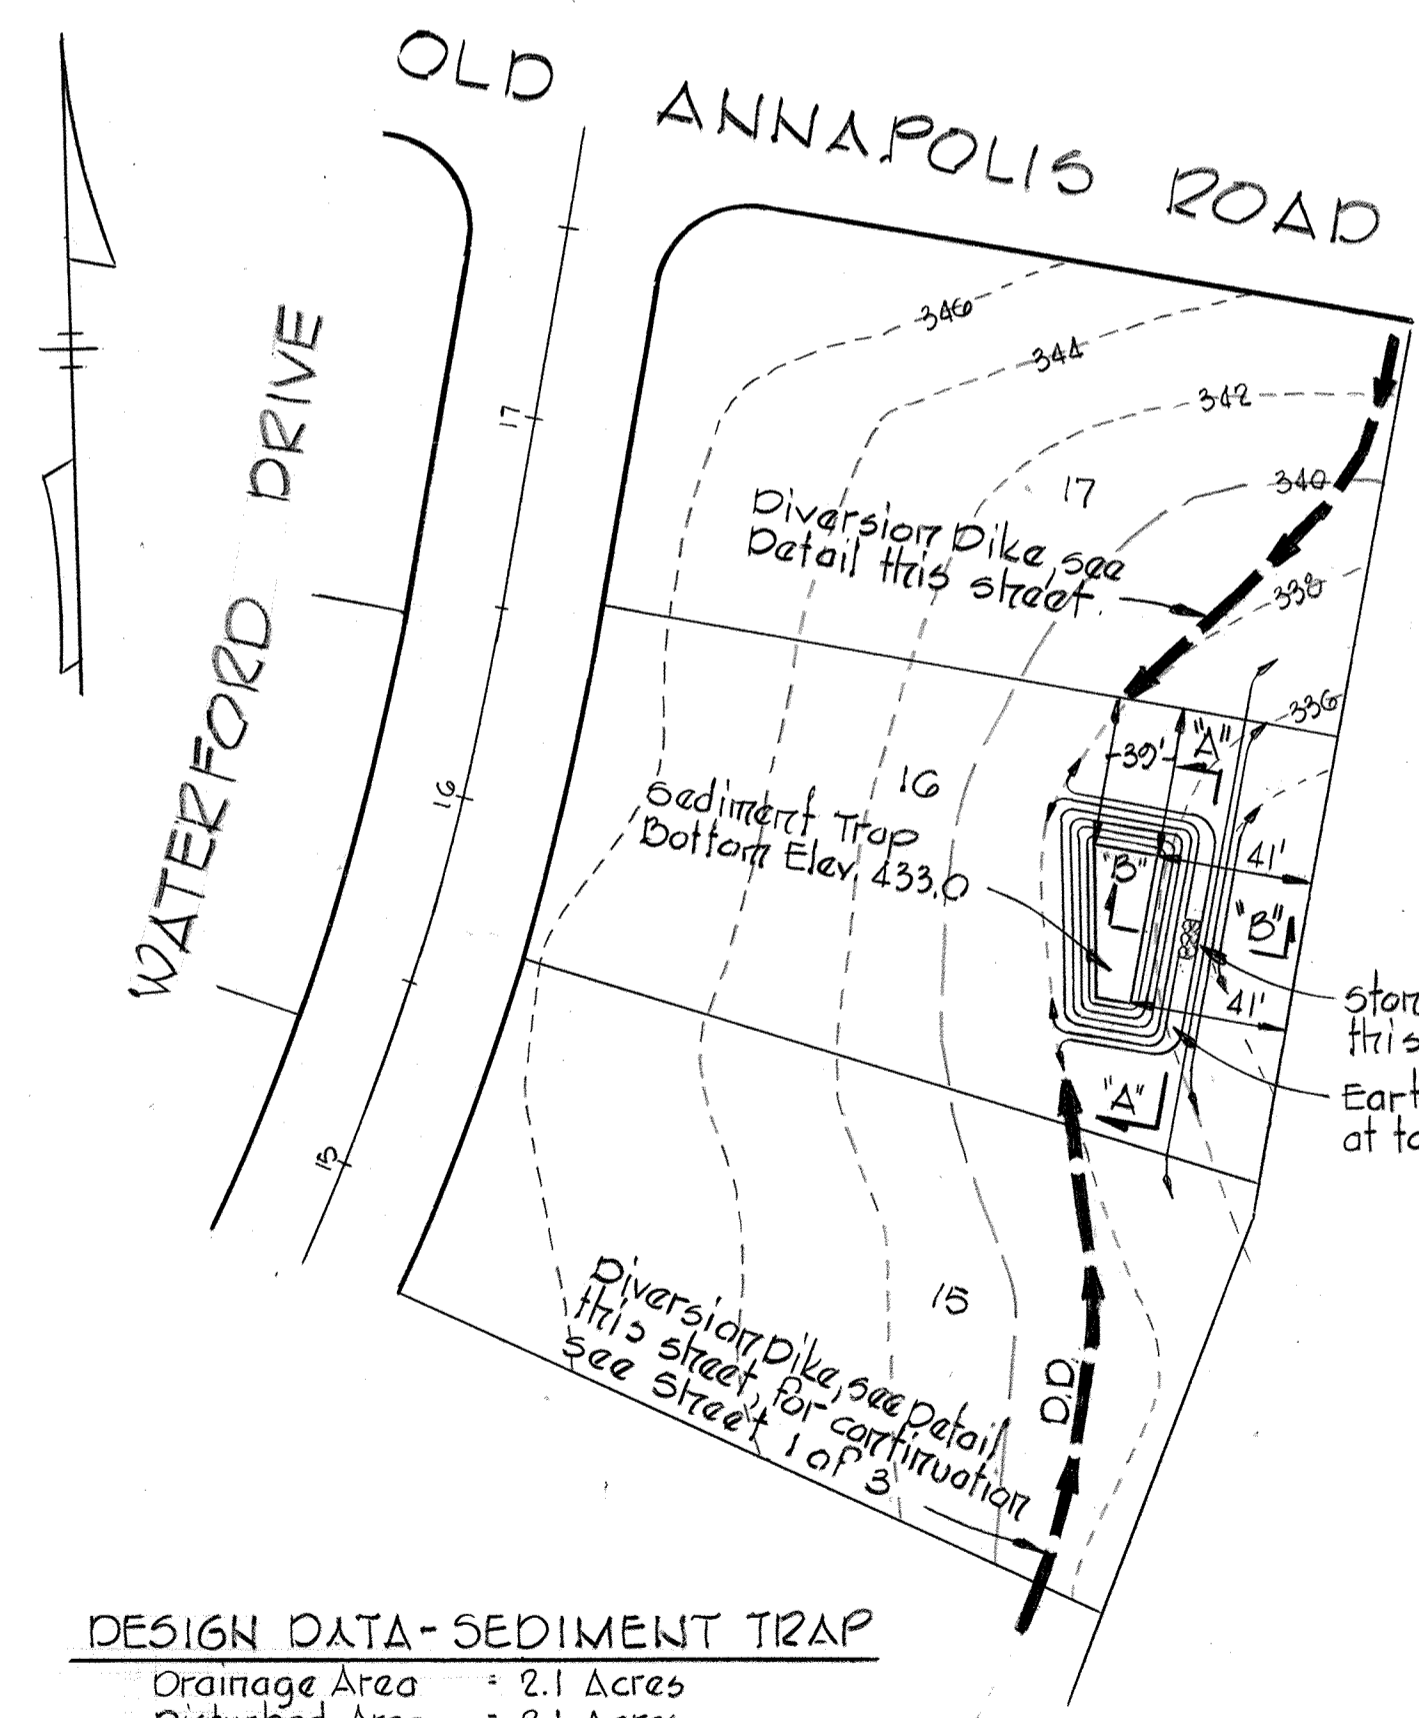 OLD ANNAPOLIS ROAD
WATERFORD DRIVE
346
344
342
340
338
336
17
17
Diversion Dike, see
Detail this sheet.
16
16
Sediment Trap
Bottom Elev. 433.0
39'
"A"
"B"
41'
"B"
41'
"A"
this
at
15
15
Diversion Dike, see Detail
this sheet, for continuation
see Sheet 1 of 3
D.D.
DESIGN DATA - SEDIMENT TRAP
Drainage Area = 2.1 Acres